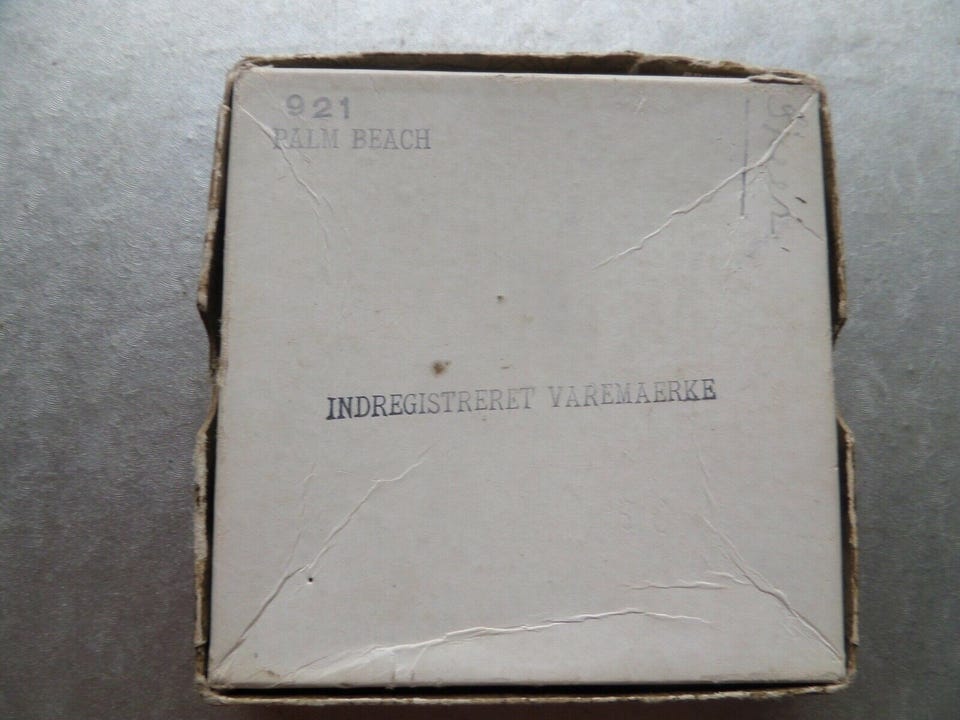 921
PALM BEACH
INDREGISTRERET VAREMAERKE